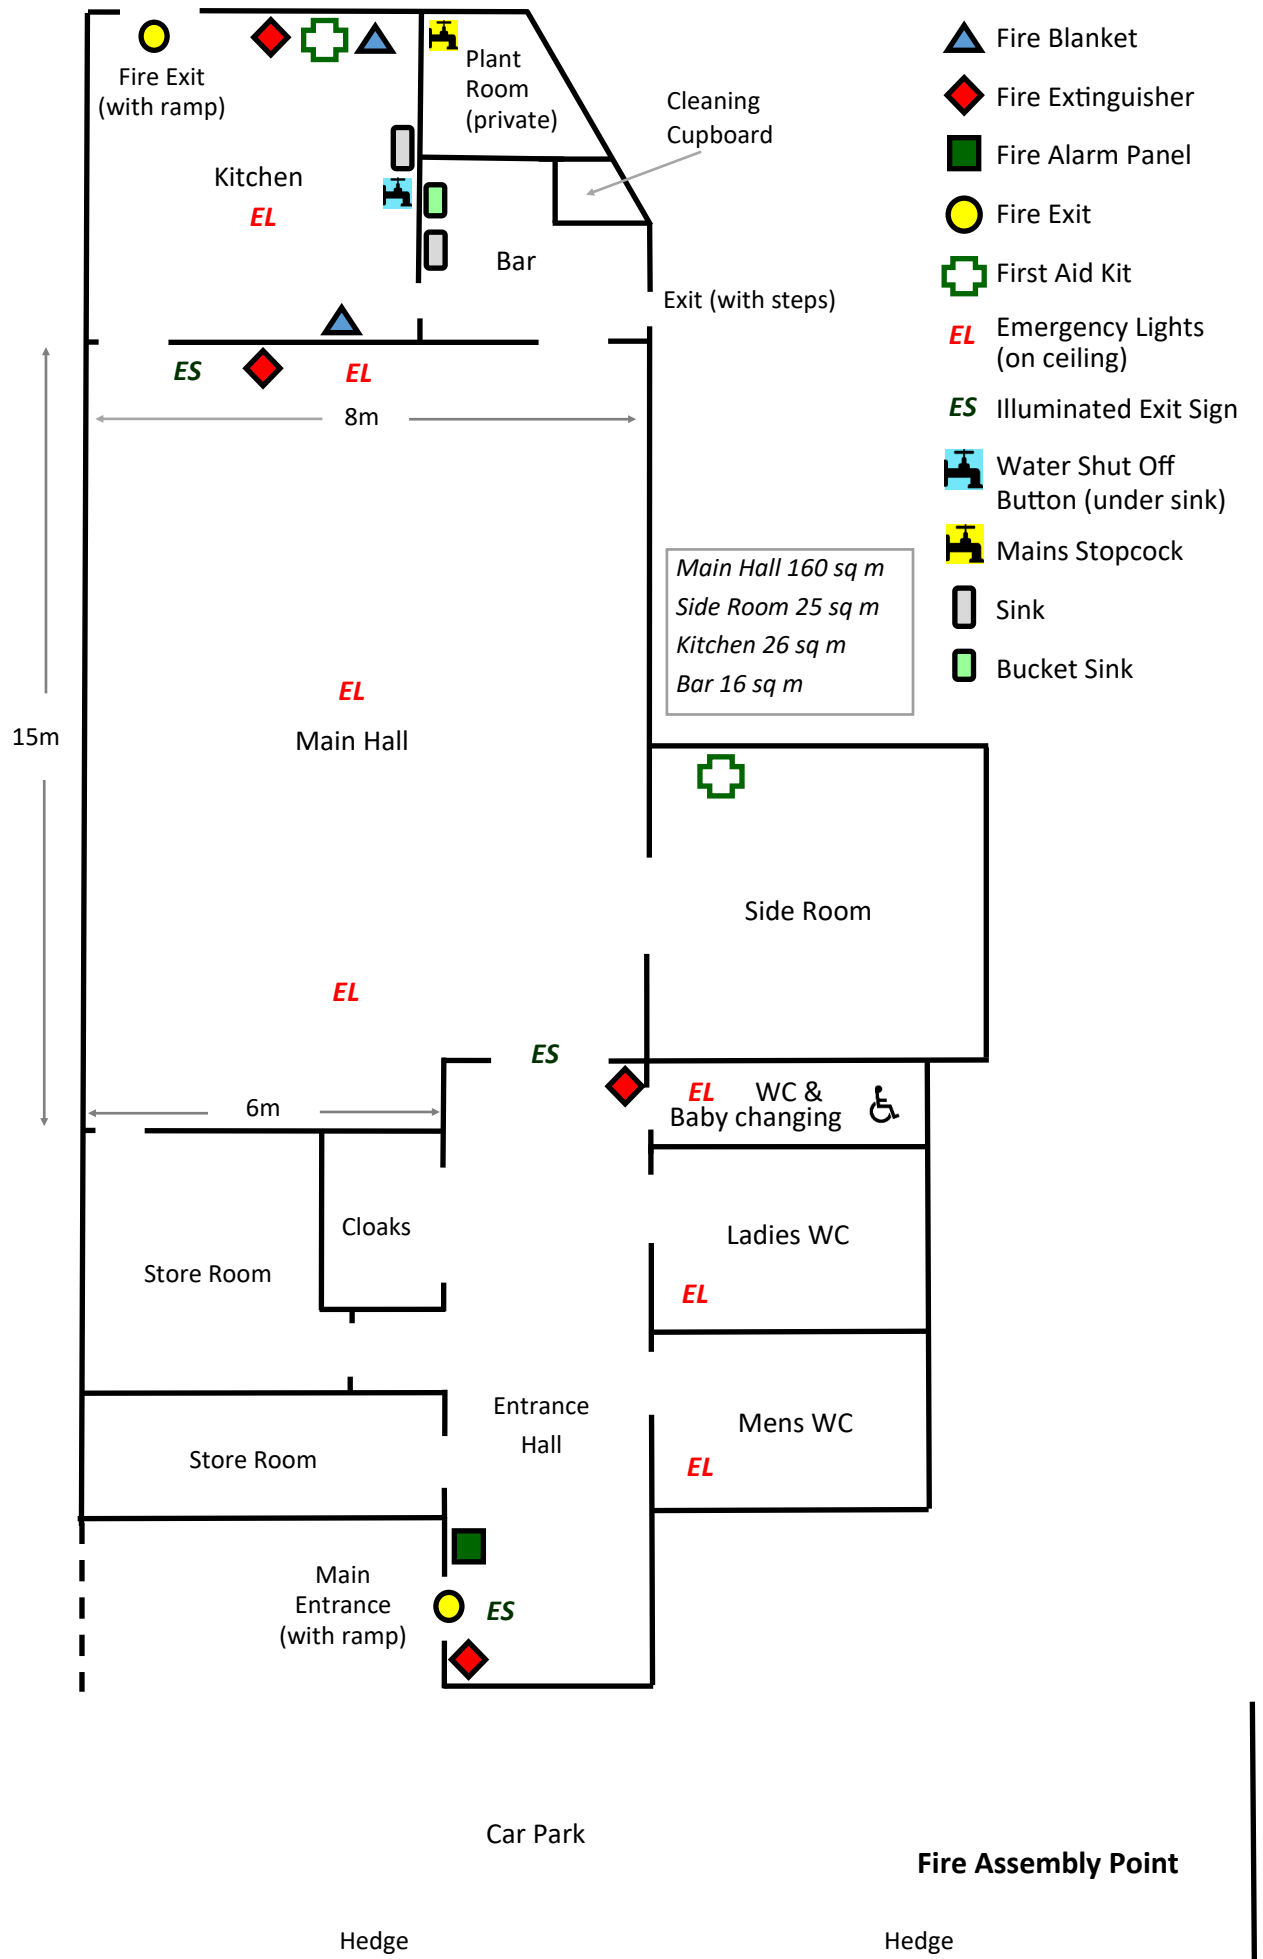 Fire Exit
(with ramp)
Kitchen
EL
Plant
Room
(private)
Cleaning
Cupboard
Bar
Exit (with steps)
Fire Blanket
Fire Extinguisher
Fire Alarm Panel
Fire Exit
First Aid Kit
EL
Emergency Lights
(on ceiling)
ES
Illuminated Exit Sign
Water Shut Off
Button (under sink)
Mains Stopcock
Sink
Bucket Sink
ES
EL
8m
Main Hall 160 sq m
Side Room 25 sq m
Kitchen 26 sq m
Bar 16 sq m
EL
15m
Main Hall
Side Room
EL
ES
6m
EL
WC &
Baby changing
Cloaks
Ladies WC
Store Room
EL
Entrance
Hall
Mens WC
Store Room
EL
Main
Entrance
(with ramp)
ES
Car Park
Fire Assembly Point
Hedge
Hedge